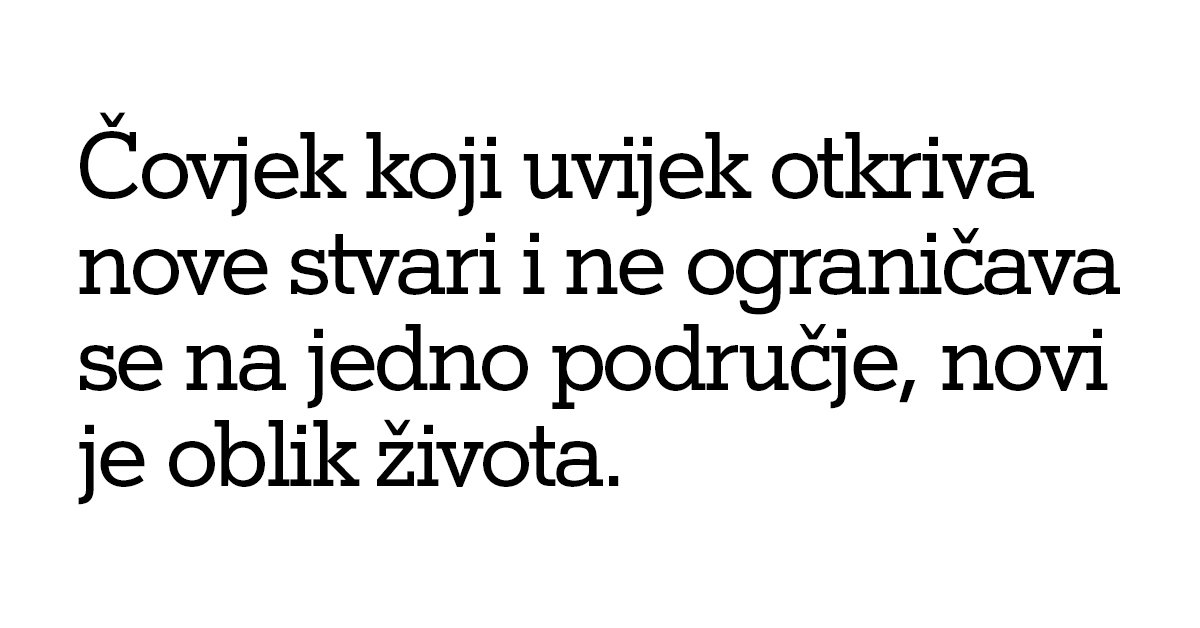 Čovjek koji uvijek otkriva
nove stvari i ne ograničava
se na jedno područje, novi
je oblik života.